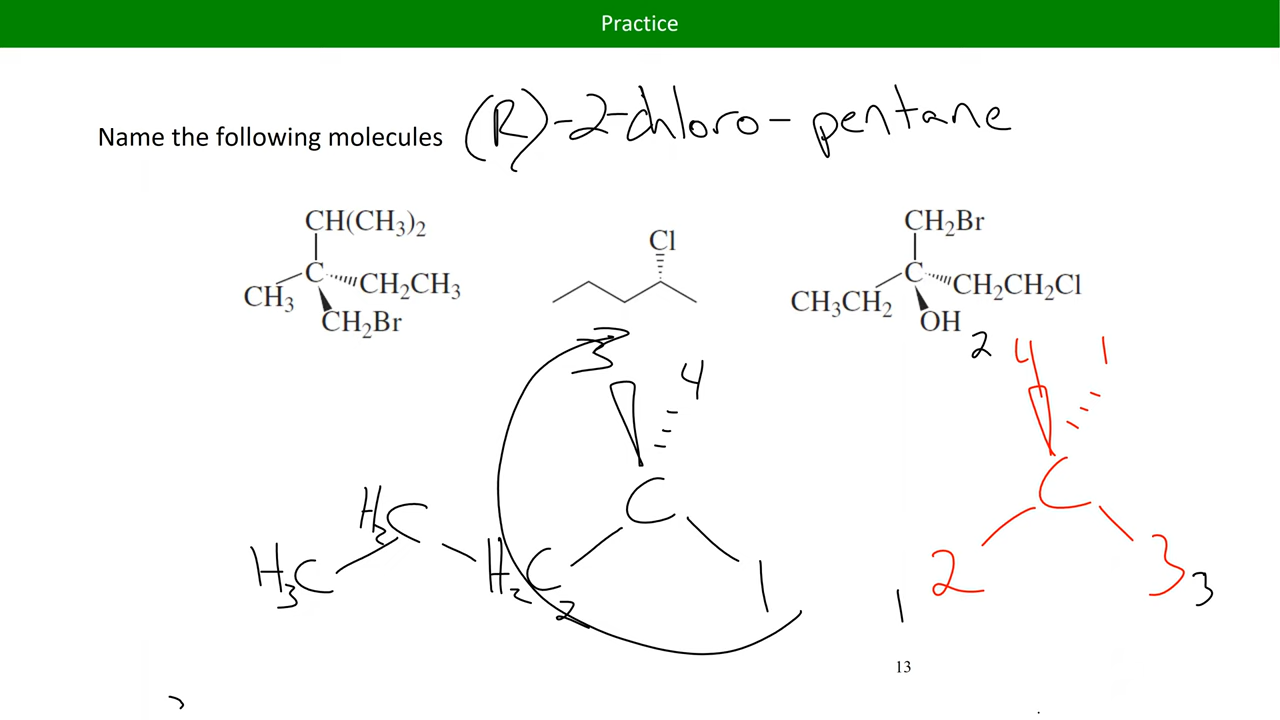 Practice
Name the following molecules (R)-2-chloro-pentane
CH(CH₃)₂
C
CH₂CH₃
CH₃
CH₂Br
Cl
CH₂Br
C
CH₂CH₂Cl
CH₃CH₂
OH
3
4
C
H₃C
H₂C
H₂C
2
1
2
4
1
C
2
3
1
3
13